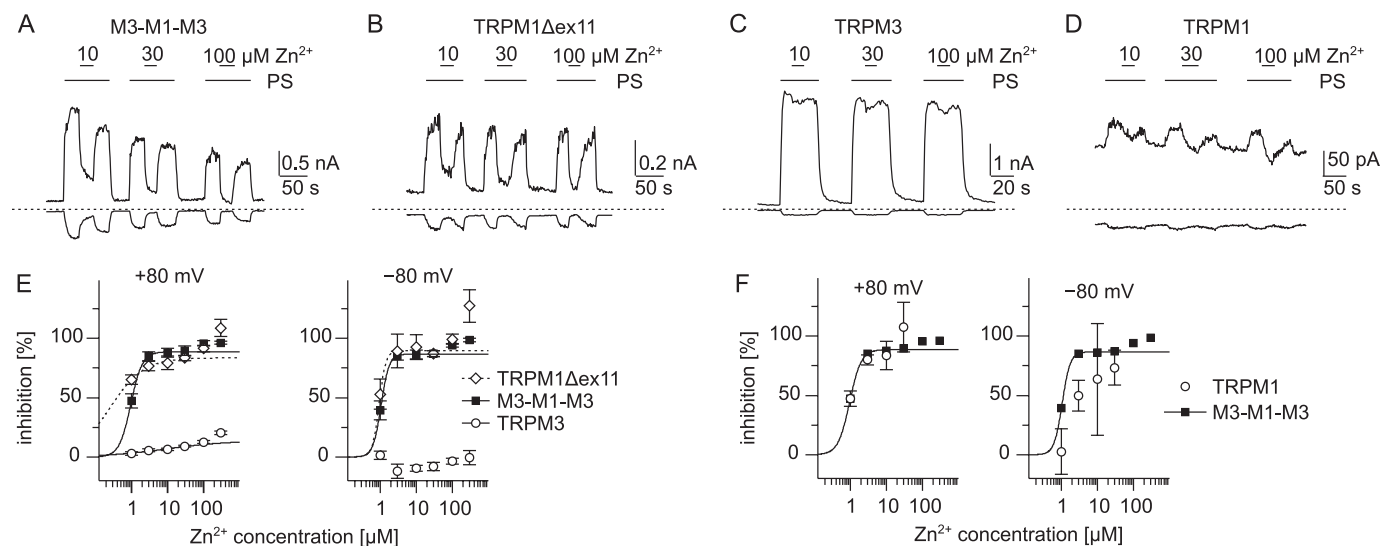 A
M3-M1-M3
10 30 100 µM Zn²⁺
PS
0.5 nA
50 s
B
TRPM1Δex11
10 30 100 µM Zn²⁺
PS
0.2 nA
50 s
C
TRPM3
10 30 100 µM Zn²⁺
PS
1 nA
20 s
D
TRPM1
10 30 100 µM Zn²⁺
PS
50 pA
50 s
E
+80 mV
inhibition [%]
100
50
0
1 10 100
−80 mV
100
50
0
1 10 100
Zn²⁺ concentration [µM]
TRPM1Δex11
M3-M1-M3
TRPM3
F
+80 mV
inhibition [%]
100
50
0
1 10 100
−80 mV
100
50
0
1 10 100
Zn²⁺ concentration [µM]
TRPM1
M3-M1-M3